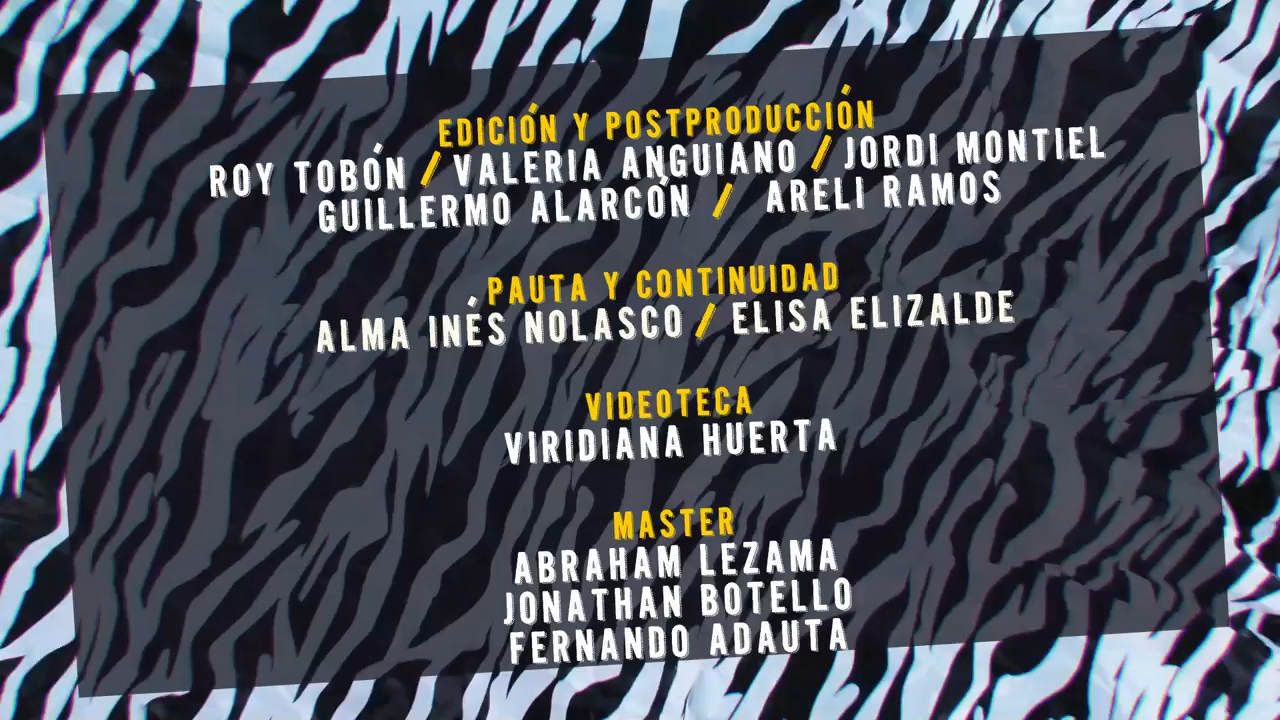 EDICIÓN Y POSTPRODUCCIÓN
ROY TOBÓN / VALERIA ANGUIANO / JORDI MONTIEL
GUILLERMO ALARCÓN / ARELI RAMOS
PAUTA Y CONTINUIDAD
ALMA INÉS NOLASCO / ELISA ELIZALDE
VIDEOTECA
VIRIDIANA HUERTA
MASTER
ABRAHAM LEZAMA
JONATHAN BOTELLO
FERNANDO ADAUTA